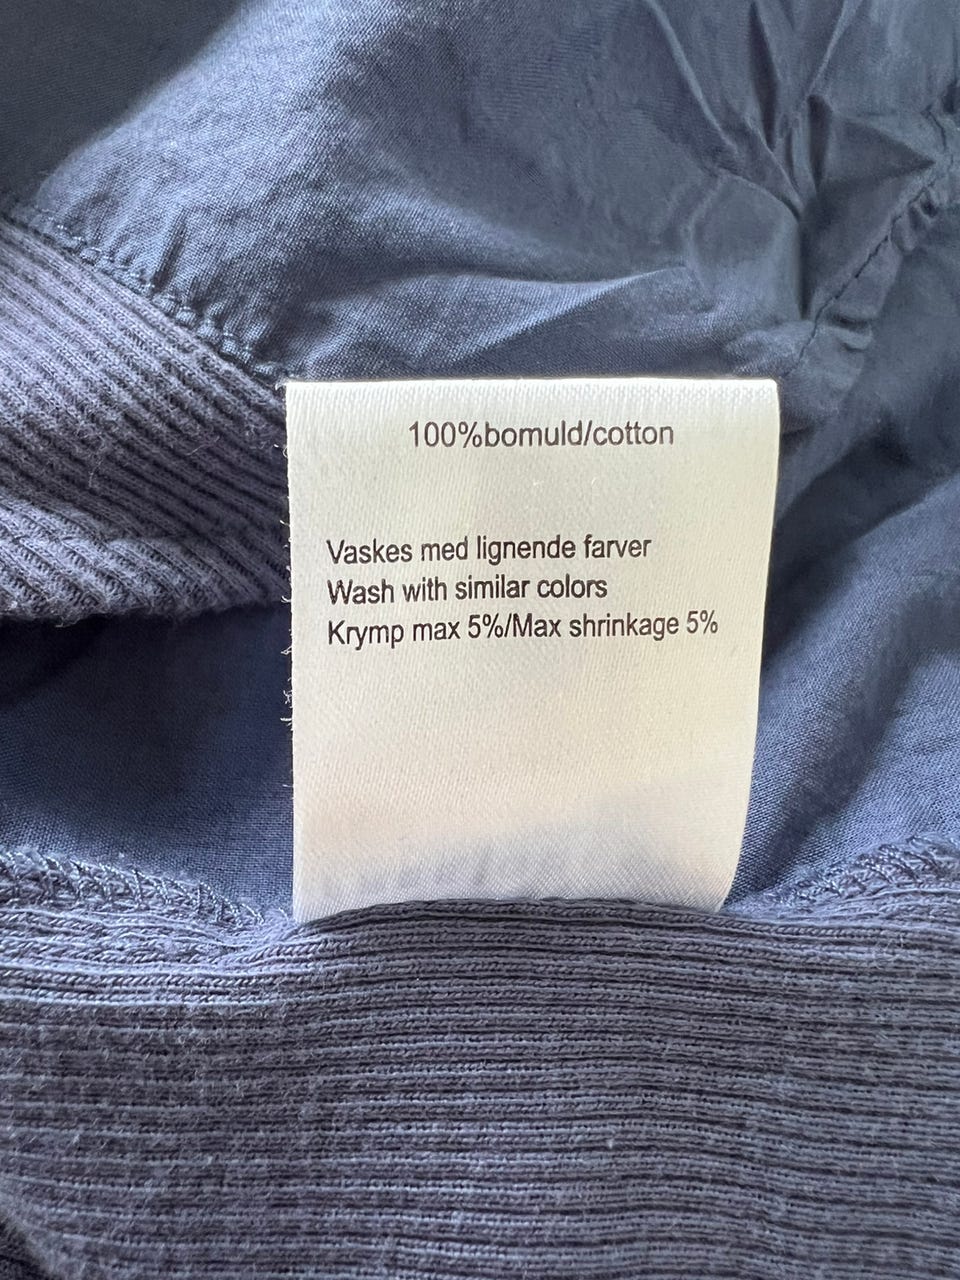 100%bomuld/cotton
Vaskes med lignende farver
Wash with similar colors
Krymp max 5%/Max shrinkage 5%